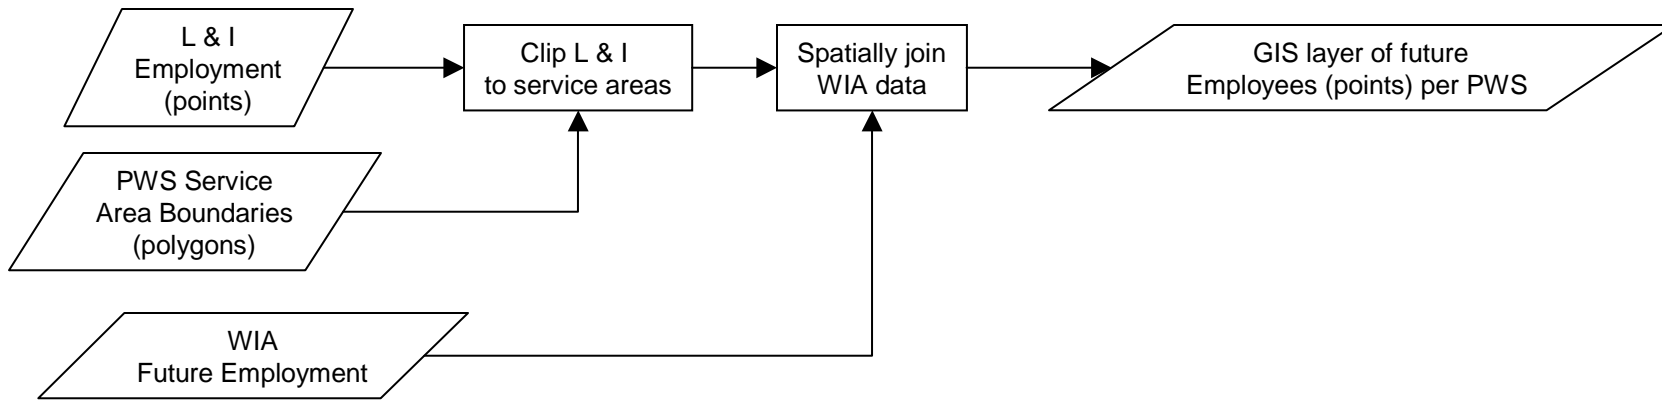 L & I
Employment
(points)
Clip L & I
to service areas
Spatially join
WIA data
GIS layer of future
Employees (points) per PWS
PWS Service
Area Boundaries
(polygons)
WIA
Future Employment